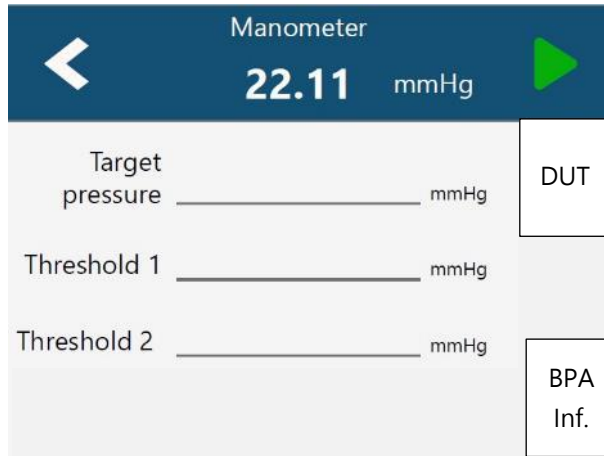 Manometer
22.11 mmHg
Target
pressure mmHg
DUT
Threshold 1 mmHg
Threshold 2 mmHg
BPA
Inf.